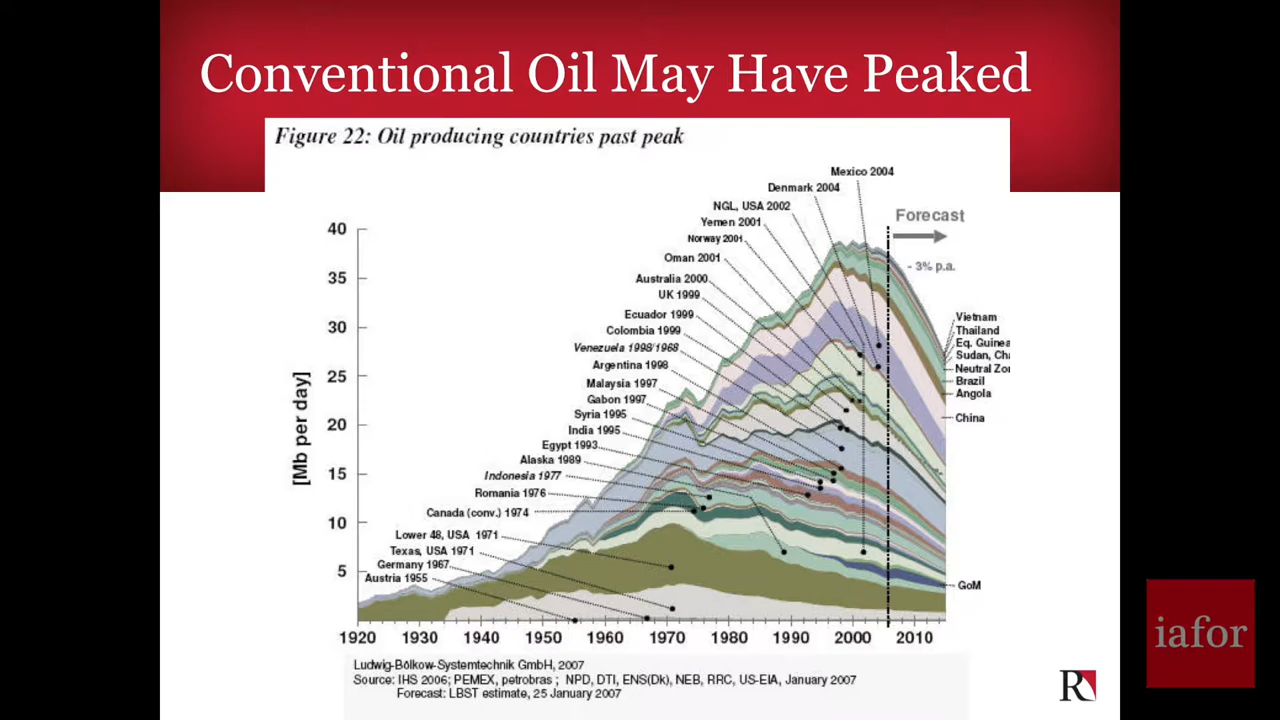 Conventional Oil May Have Peaked
Figure 22: Oil producing countries past peak
Mexico 2004
Denmark 2004
NGL, USA 2002
Yemen 2001
Norway 2001
Oman 2001
Australia 2000
UK 1999
Ecuador 1999
Colombia 1999
Venezuela 1998/1968
Argentina 1998
Malaysia 1997
Gabon 1997
Syria 1995
India 1995
Egypt 1993
Alaska 1989
Indonesia 1977
Romania 1976
Canada (conv.) 1974
Lower 48, USA 1971
Texas, USA 1971
Germany 1967
Austria 1955
Forecast
- 3% p.a.
Vietnam
Thailand
Eq. Guinea
Sudan, Cha
Neutral Zo
Brazil
Angola
China
GoM
[Mb per day]
40
35
30
25
20
15
10
5
1920 1930 1940 1950 1960 1970 1980 1990 2000 2010
Ludwig-Bölkow-Systemtechnik GmbH, 2007
Source: IHS 2006; PEMEX, petrobras ; NPD, DTI, ENS(Dk), NEB, RRC, US-EIA, January 2007
Forecast: LBST estimate, 25 January 2007
R
iafor